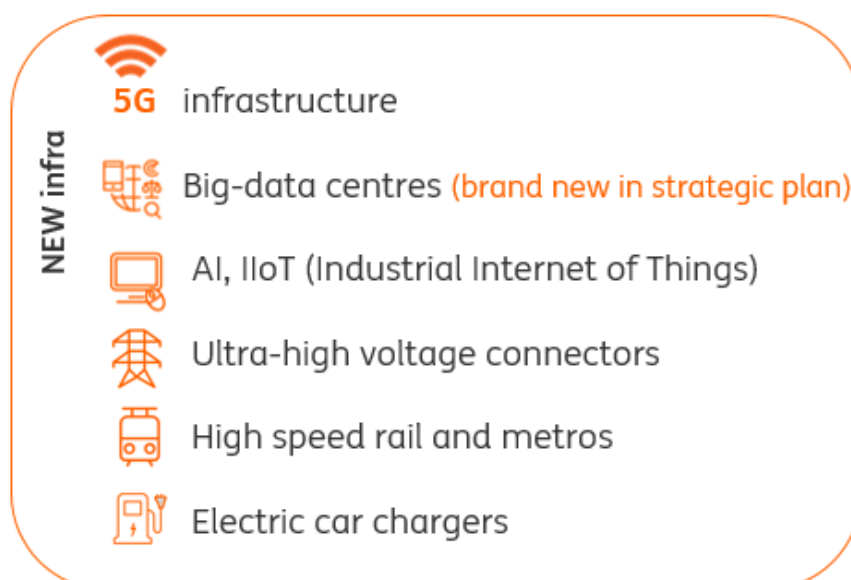 NEW infra
5G infrastructure
Big-data centres (brand new in strategic plan)
AI, IIoT (Industrial Internet of Things)
Ultra-high voltage connectors
High speed rail and metros
Electric car chargers